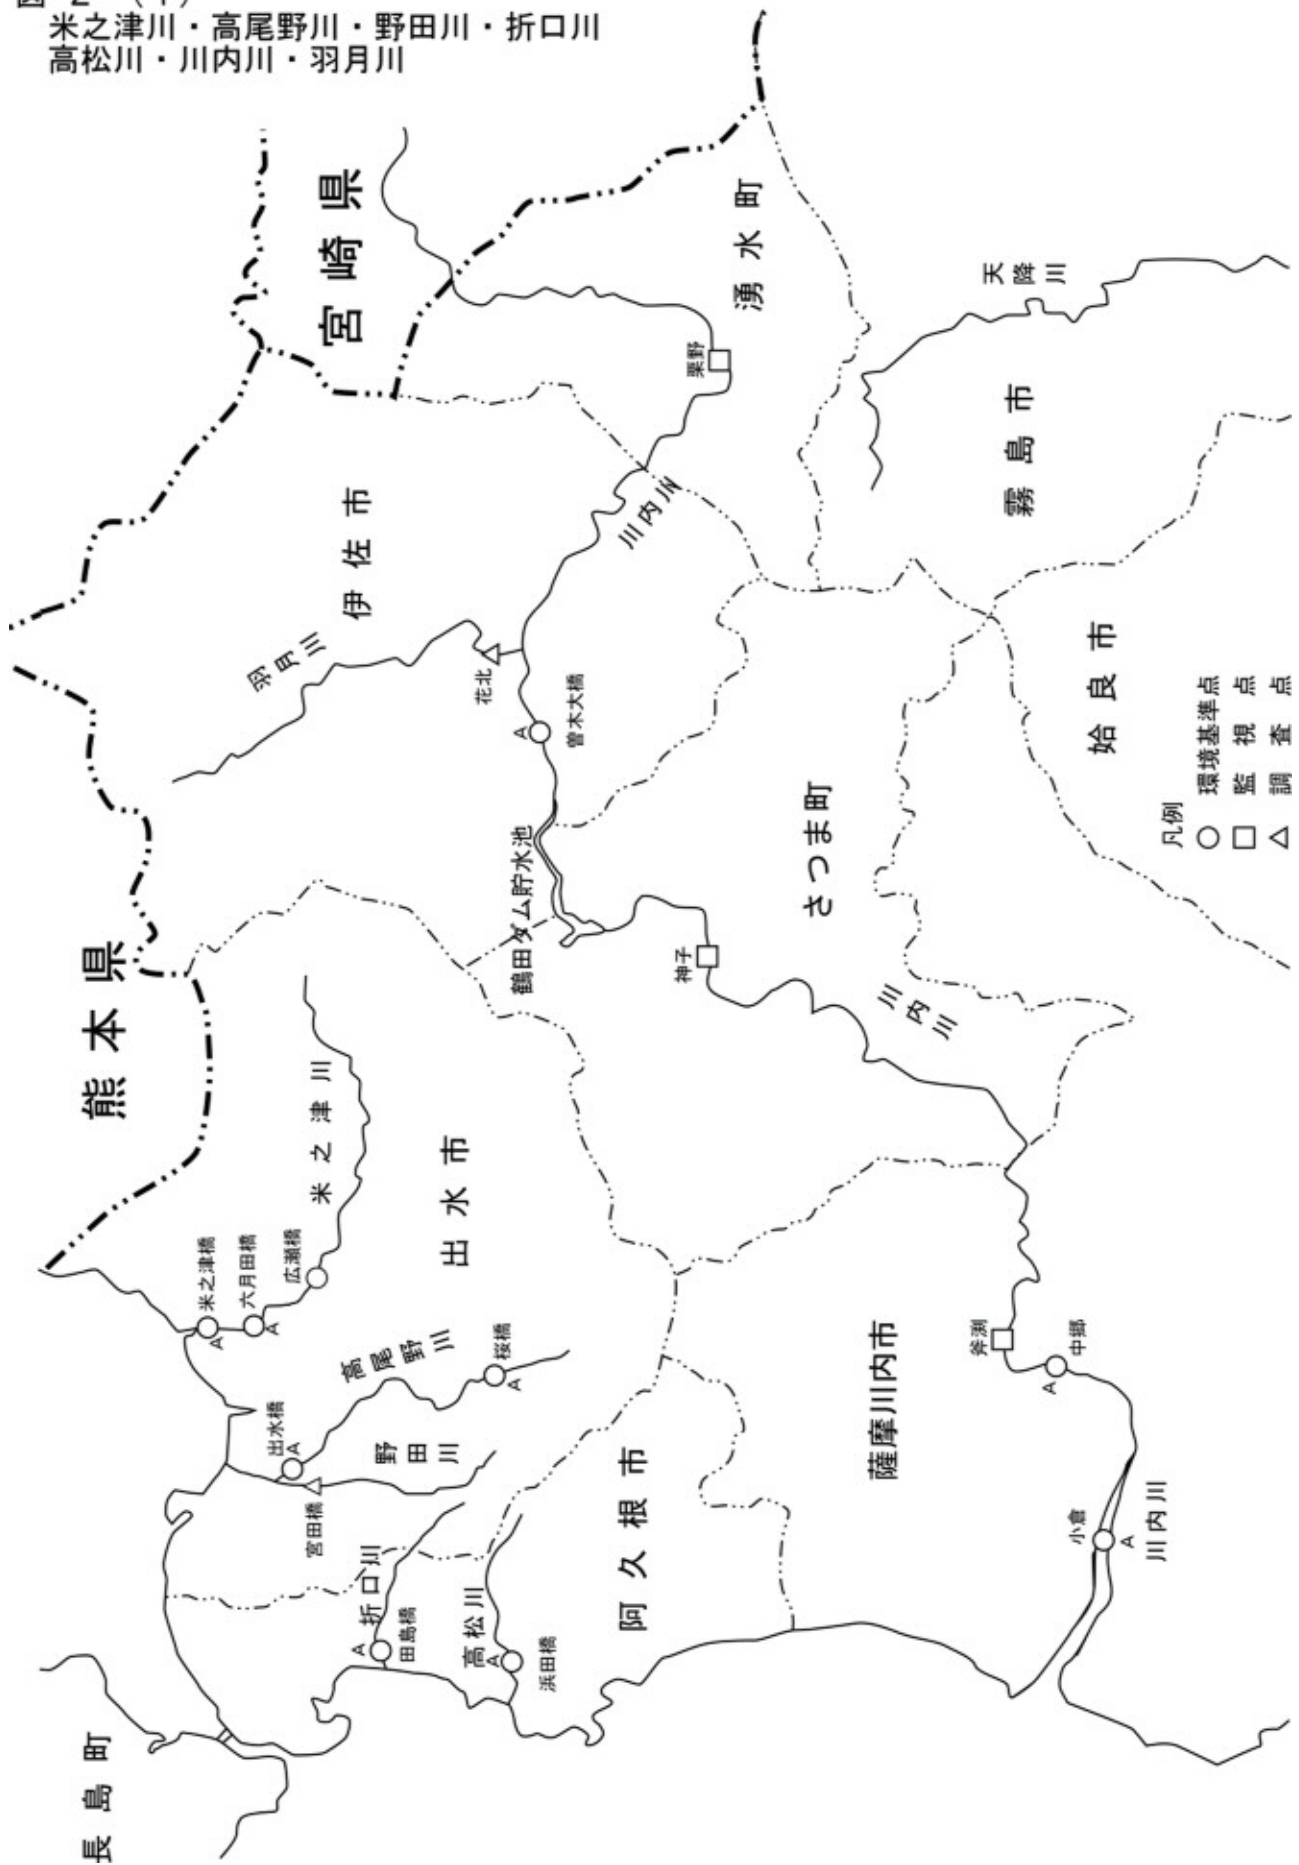 米之津川・高尾野川・野田川・折口川
高松川・川内川・羽月川
熊本県
宮崎県
長島町
出水市
伊佐市
湧水町
霧島市
姶良市
さつま町
薩摩川内市
阿久根市
米之津川
高尾野川
野田川
折口川
高松川
羽月川
川内川
川内川
川内川
天降川
鶴田ダム貯水池
米之津橋
A
六月田橋
A
広瀬橋
出水橋
A
桜橋
A
宮田橋
田島橋
A
浜田橋
A
花北
曽木大橋
A
栗野
神子
斧渕
中郷
A
小倉
A
凡例
○ 環境基準点
□ 監視点
△ 調査点